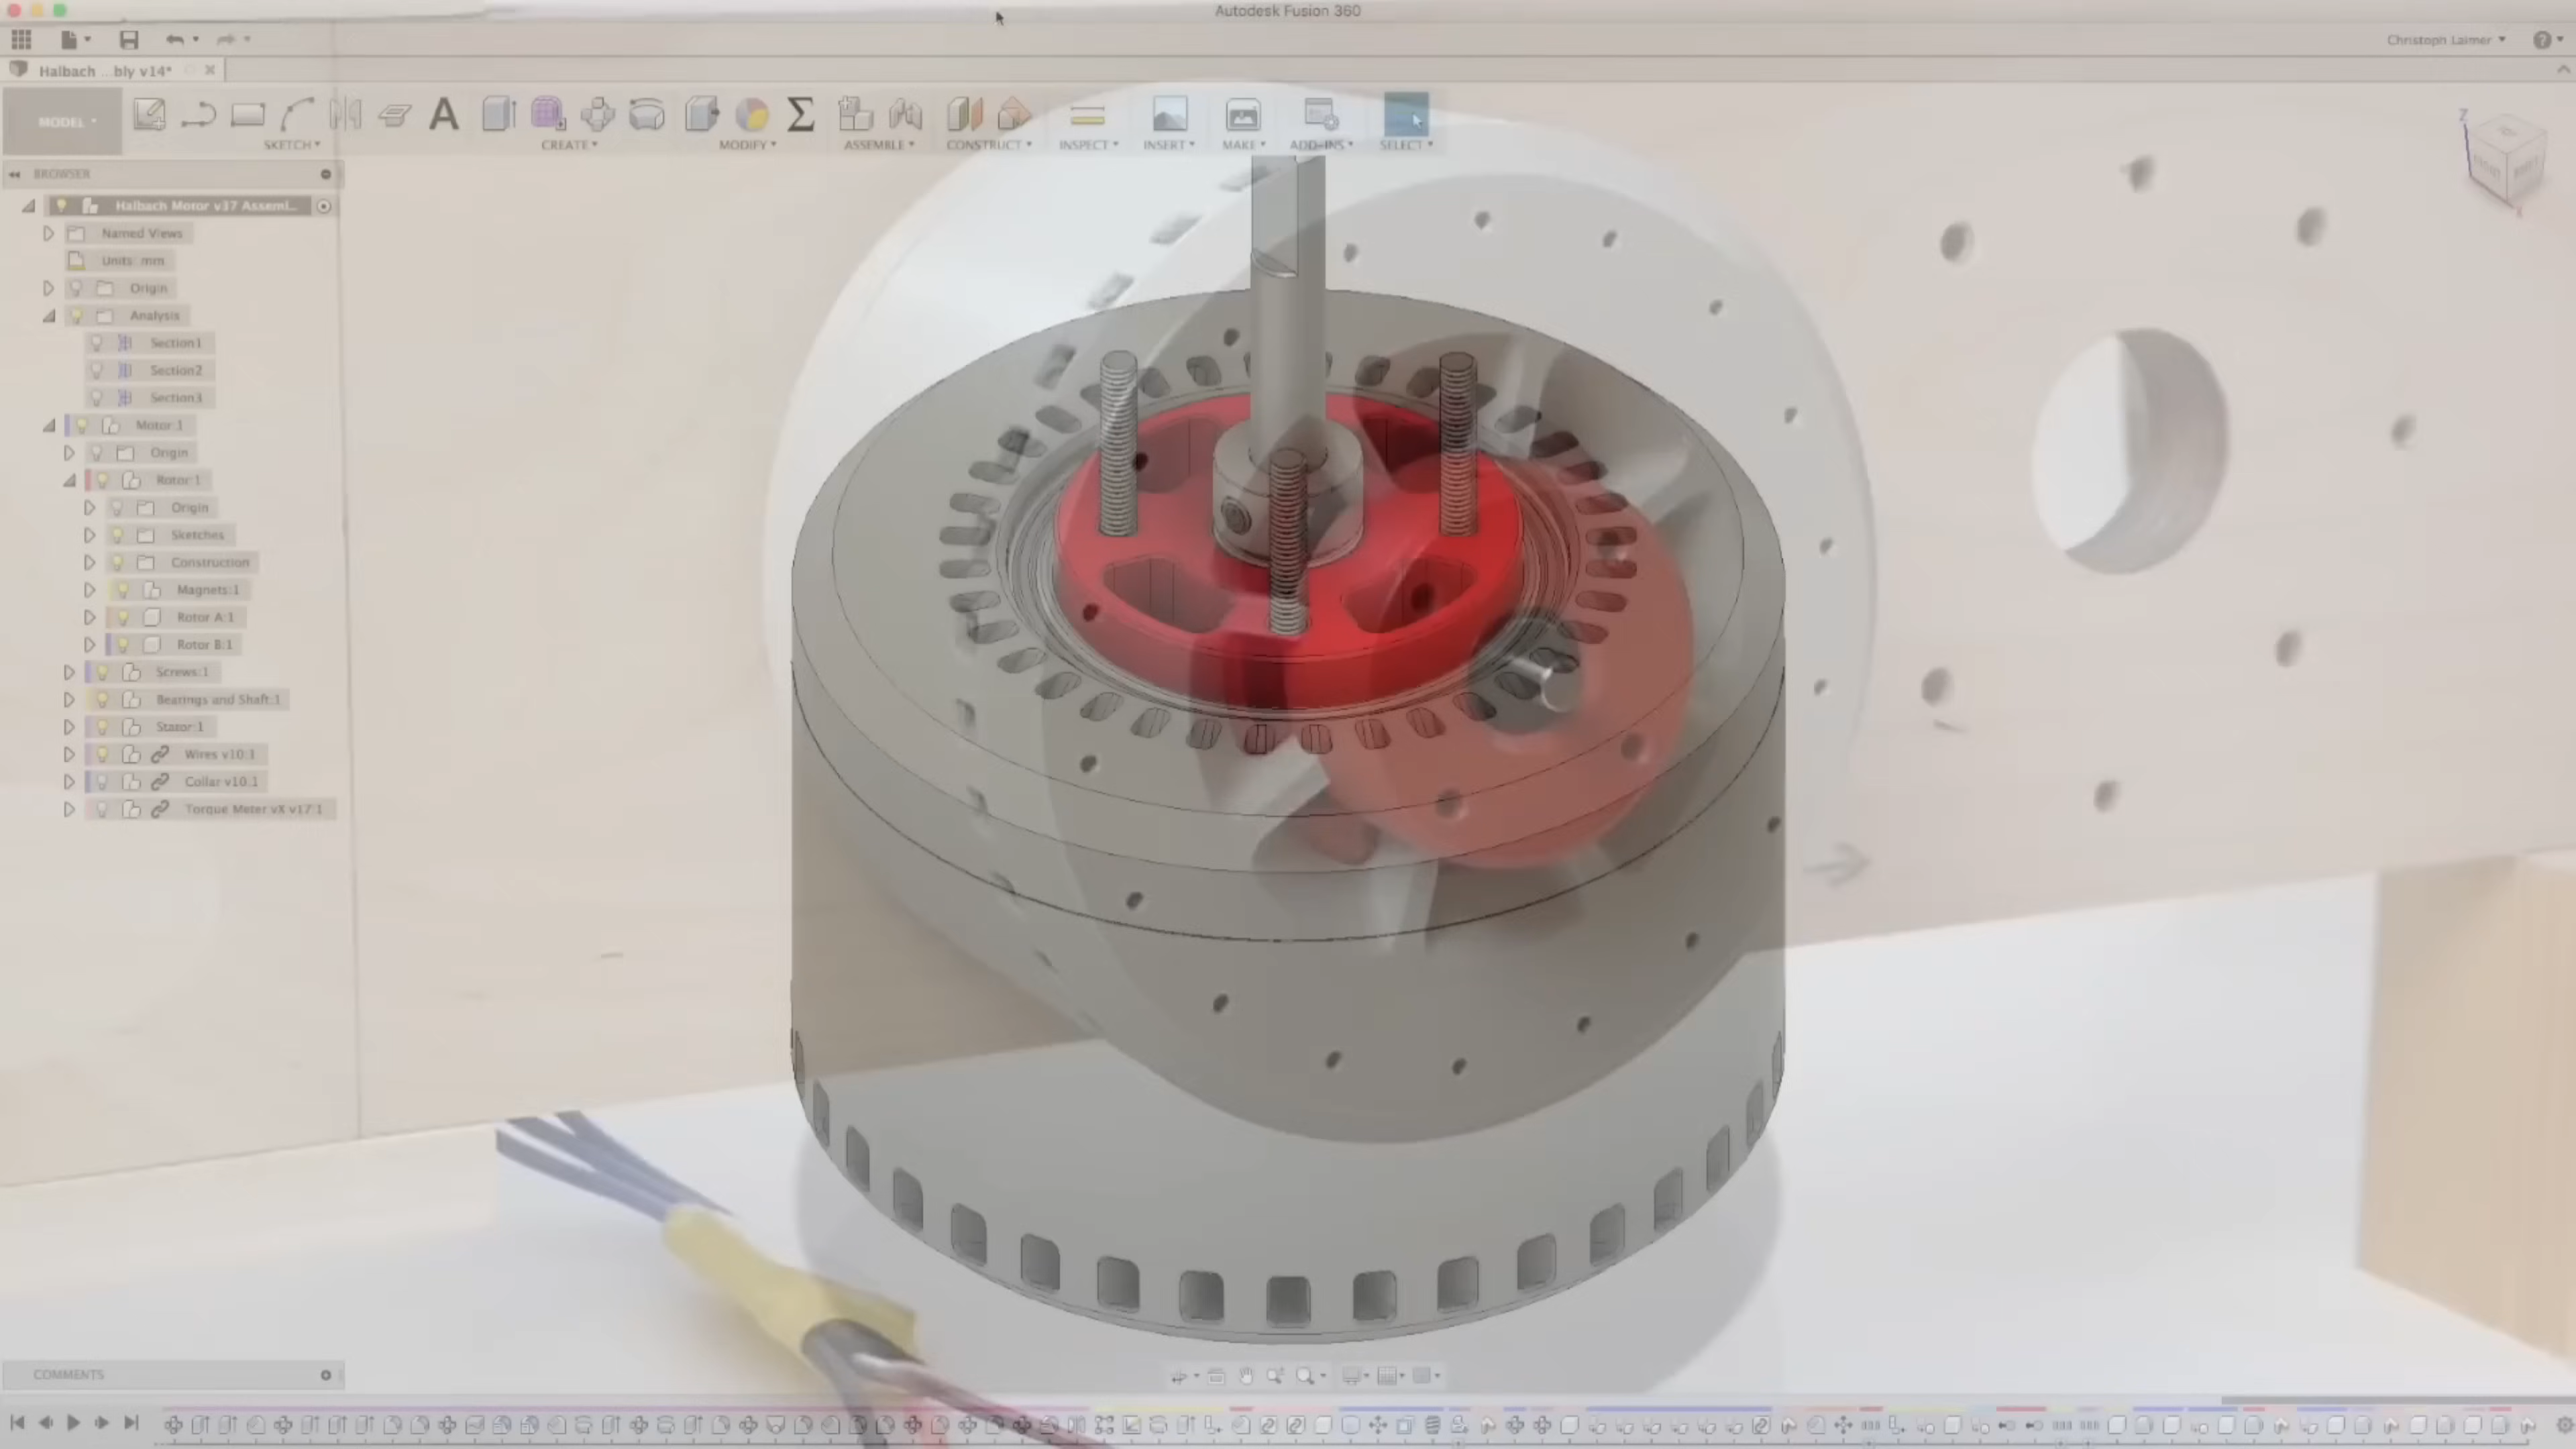 Autodesk Fusion 360
Christoph Laimer
Halbach ...bly v14*
MODEL
SKETCH
CREATE
MODIFY
ASSEMBLE
CONSTRUCT
INSPECT
INSERT
MAKE
ADD-INS
SELECT
BROWSER
Halbach Motor v37 Asseml...
Named Views
Units: mm
Origin
Analysis
Section1
Section2
Section3
Motor:1
Origin
Rotor:1
Origin
Sketches
Construction
Magnets:1
Rotor A:1
Rotor B:1
Screws:1
Bearings and Shaft:1
Stator:1
Wires v10:1
Collar v10:1
Torque Meter vX v17:1
COMMENTS
Z